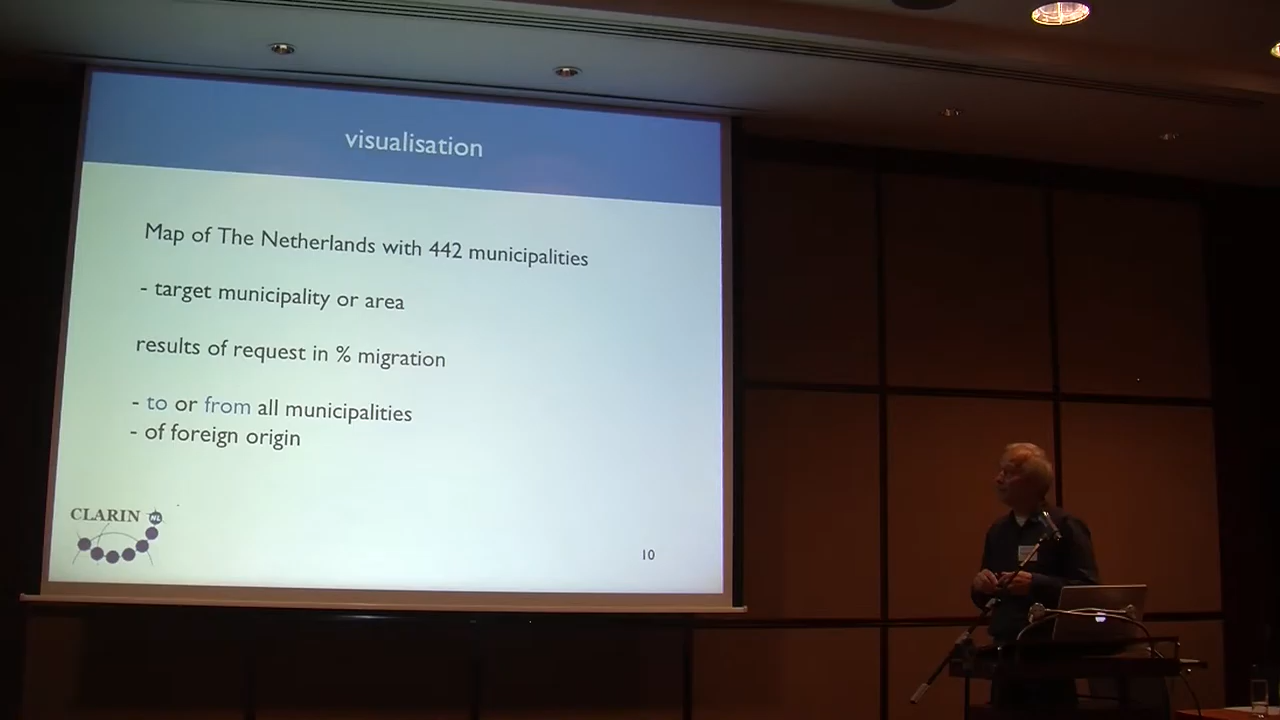 visualisation
Map of The Netherlands with 442 municipalities
- target municipality or area
results of request in % migration
- to or from all municipalities
- of foreign origin
CLARIN NL
10